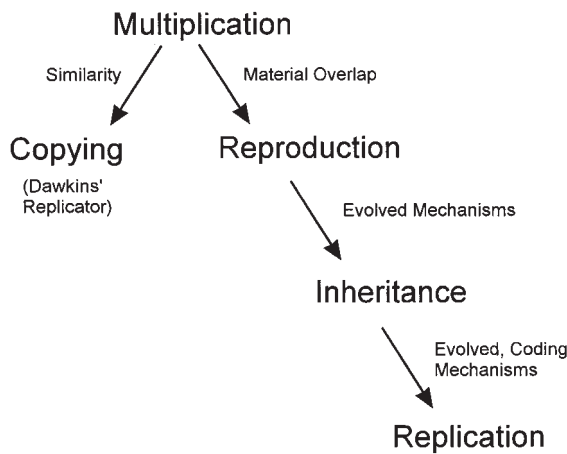 Multiplication
Similarity
Material Overlap
Copying
Reproduction
(Dawkins'
Replicator)
Evolved Mechanisms
Inheritance
Evolved, Coding
Mechanisms
Replication